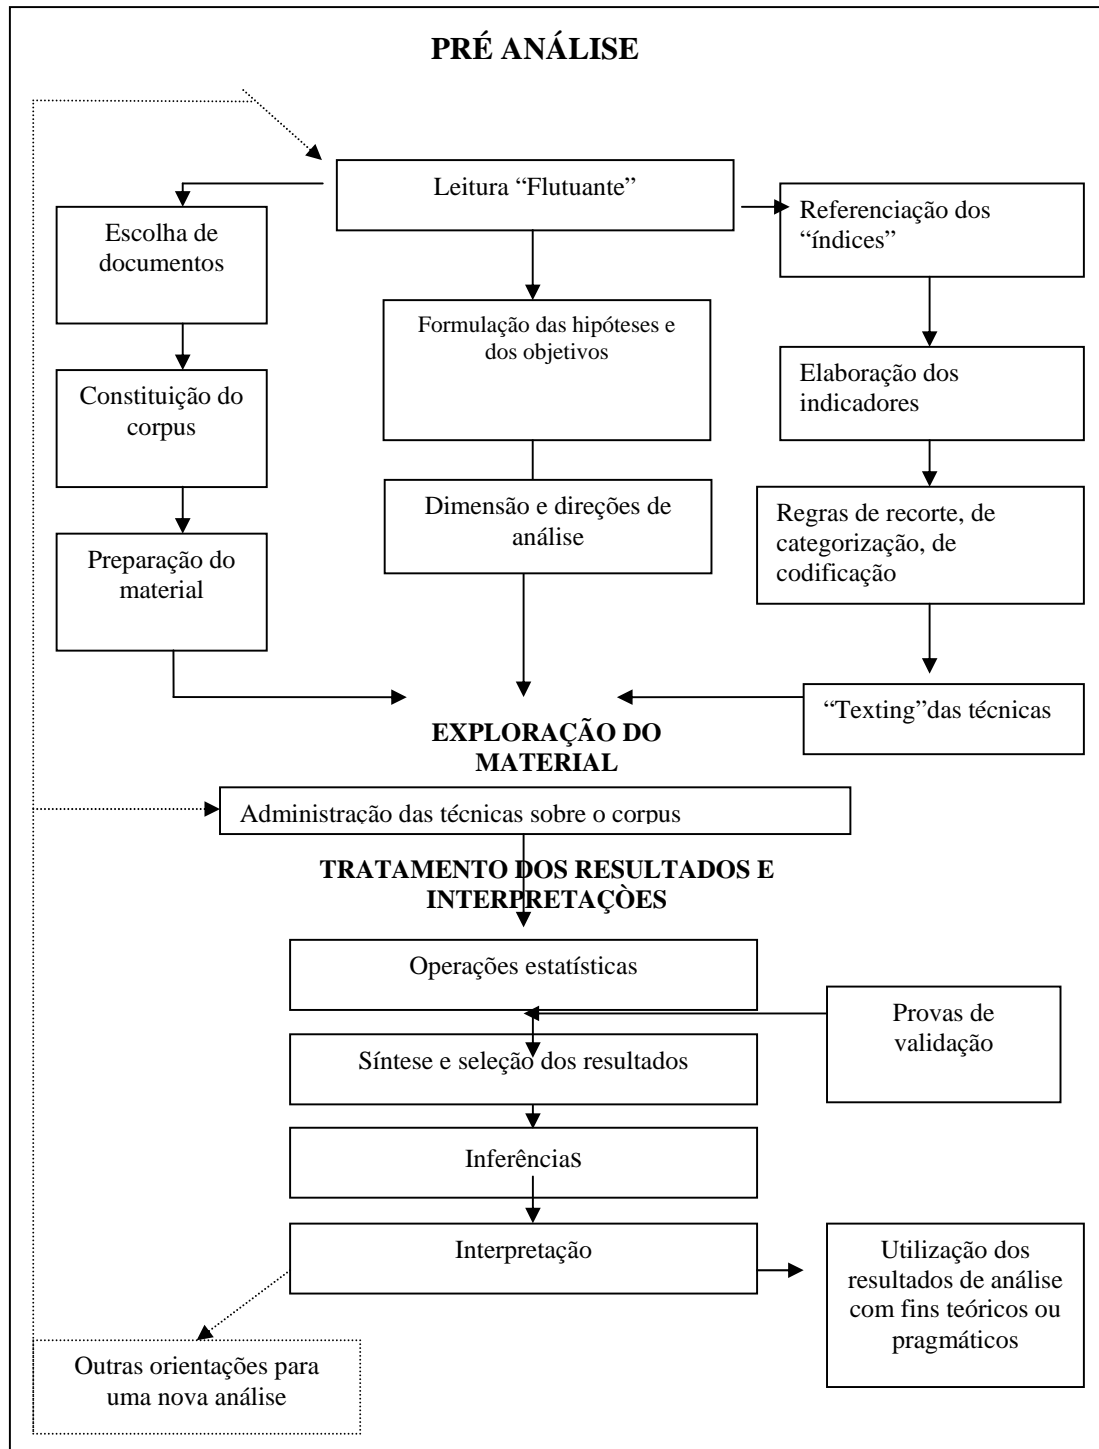 PRÉ ANÁLISE
Leitura “Flutuante”
Escolha de
documentos
Constituição do
corpus
Preparação do
material
Formulação das hipóteses e
dos objetivos
Dimensão e direções de
análise
Referenciação dos
“índices”
Elaboração dos
indicadores
Regras de recorte, de
categorização, de
codificação
“Texting”das técnicas
EXPLORAÇÃO DO
MATERIAL
Administração das técnicas sobre o corpus
TRATAMENTO DOS RESULTADOS E
INTERPRETAÇÒES
Operações estatísticas
Provas de
validação
Síntese e seleção dos resultados
Inferências
Interpretação
Utilização dos
resultados de análise
com fins teóricos ou
pragmáticos
Outras orientações para
uma nova análise